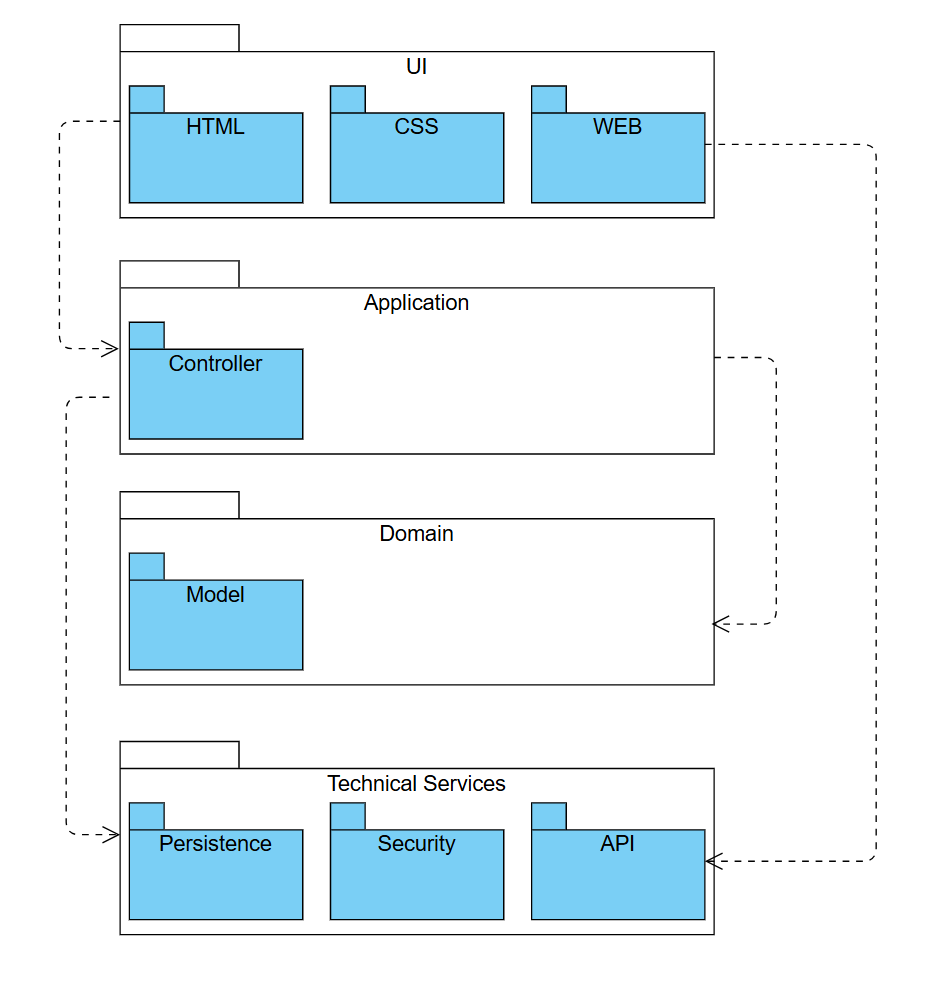 UI
HTML
CSS
WEB
Application
Controller
Domain
Model
Technical Services
Persistence
Security
API